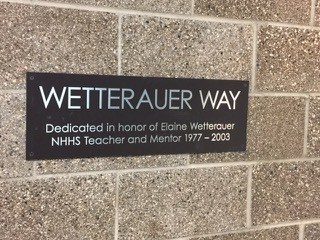 WETTERAUER WAY
Dedicated in honor of Elaine Wetterauer
NHHS Teacher and Mentor 1977 – 2003